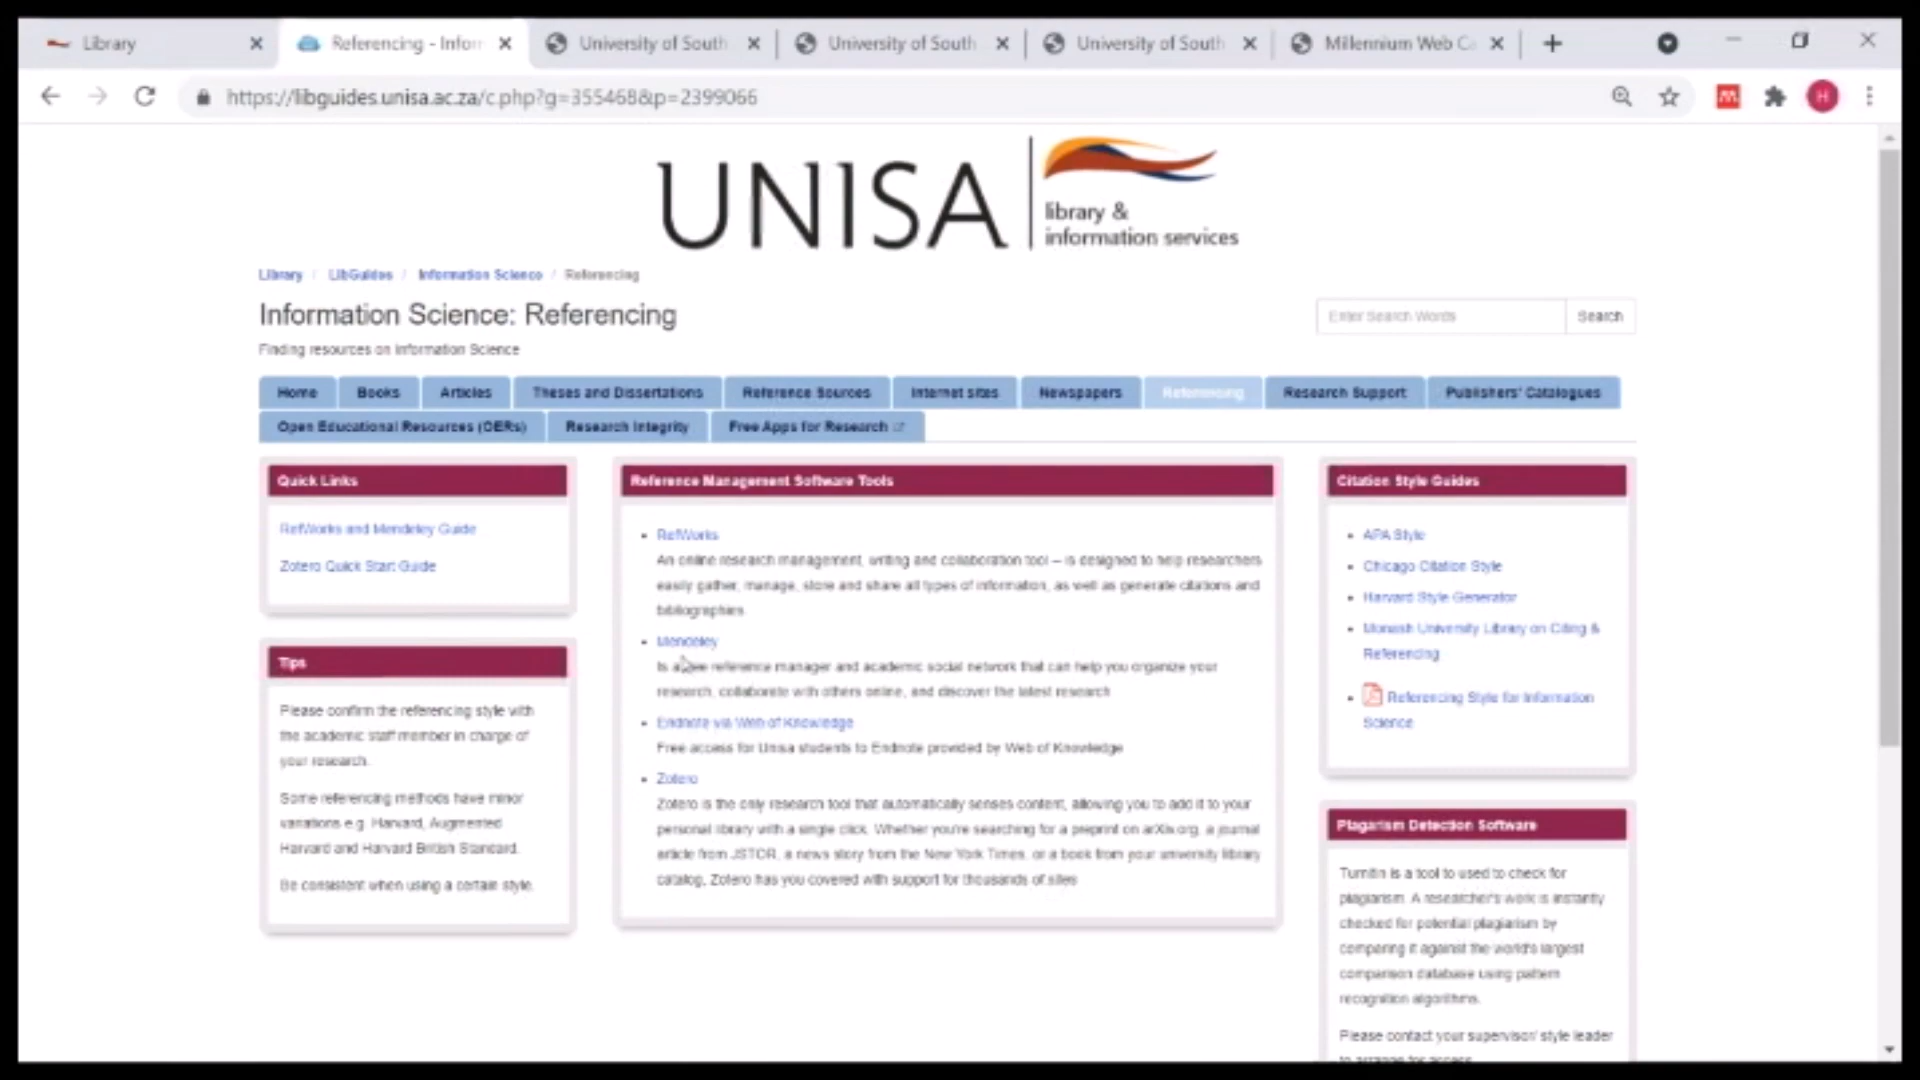 Library
Referencing - Infor
University of South
University of South
University of South
Millennium Web Ca
https://libguides.unisa.ac.za/c.php?g=355468&p=2399066
H
UNISA
library &
information services
Library / LibGuides / Information Science / Referencing
Information Science: Referencing
Enter Search Words
Search
Finding resources on Information Science
Home
Books
Articles
Theses and Dissertations
Reference Sources
Internet sites
Newspapers
Referencing
Research Support
Publishers' Catalogues
Open Educational Resources (OERs)
Research Integrity
Free Apps for Research
Quick Links
RefWorks and Mendeley Guide
Zotero Quick Start Guide
Tips
Please confirm the referencing style with
the academic staff member in charge of
your research.
Some referencing methods have minor
variations e.g. Harvard, Augmented
Harvard and Harvard British Standard.
Be consistent when using a certain style.
Reference Management Software Tools
RefWorks
An online research management, writing and collaboration tool – is designed to help researchers
easily gather, manage, store and share all types of information, as well as generate citations and
bibliographies.
Mendeley
Is a free reference manager and academic social network that can help you organize your
research, collaborate with others online, and discover the latest research
Endnote via Web of Knowledge
Free access for Unisa students to Endnote provided by Web of Knowledge
Zotero
Zotero is the only research tool that automatically senses content, allowing you to add it to your
personal library with a single click. Whether you're searching for a preprint on arXiv.org, a journal
article from JSTOR, a news story from the New York Times, or a book from your university library
catalog, Zotero has you covered with support for thousands of sites
Citation Style Guides
APA Style
Chicago Citation Style
Harvard Style Generator
Monash University Library on Citing &
Referencing
Referencing Style for Information
Science
Plagiarism Detection Software
Turnitin is a tool to used to check for
plagiarism. A researcher's work is instantly
checked for potential plagiarism by
comparing it against the world's largest
comparison database using pattern
recognition algorithms.
Please contact your supervisor/ style leader
to arrange for access